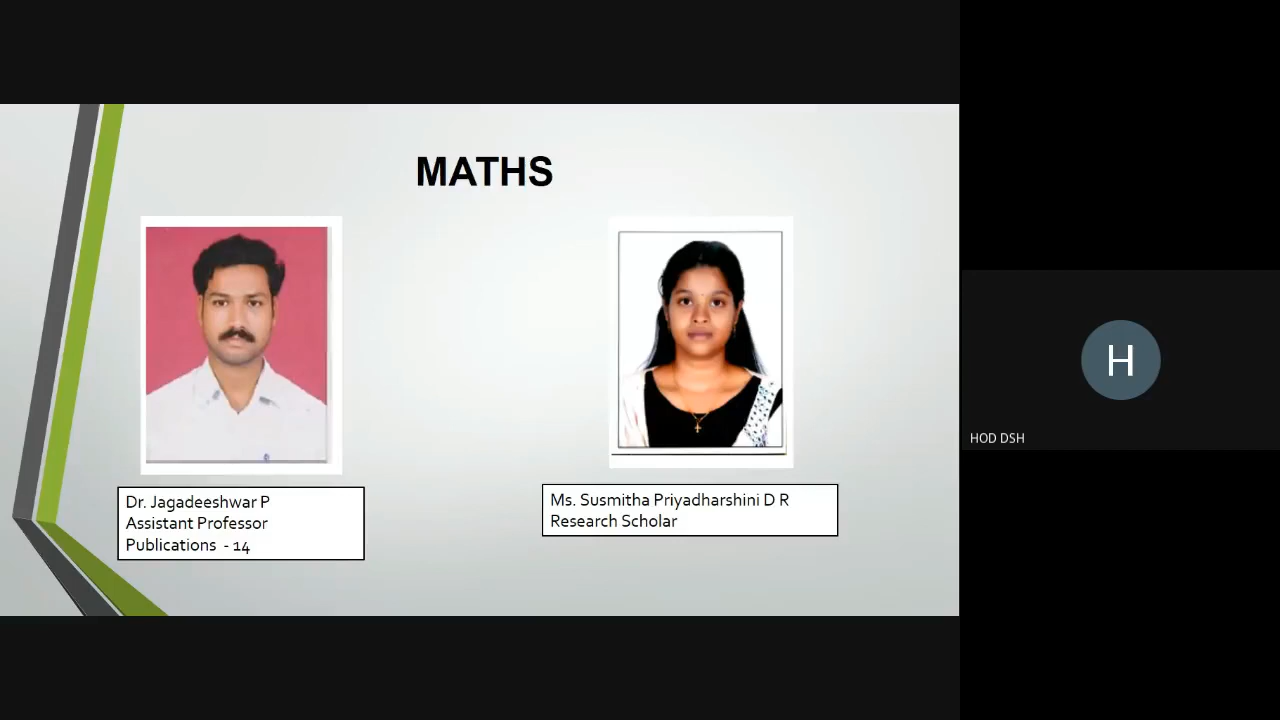 MATHS
Dr. Jagadeeshwar P
Assistant Professor
Publications - 14
Ms. Susmitha Priyadharshini D R
Research Scholar
H
HOD DSH